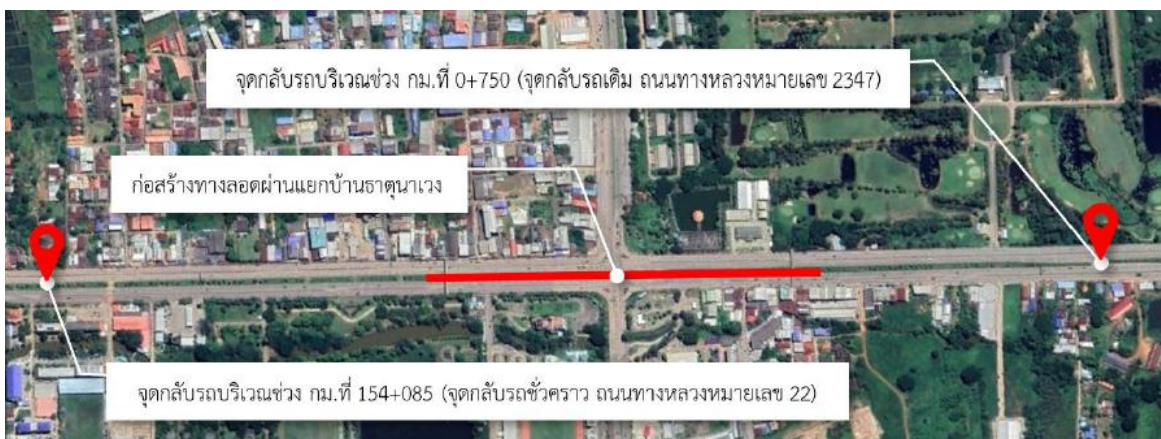 จุดกลับรถบริเวณช่วง กม.ที่ 0+750 (จุดกลับรถเดิม ถนนทางหลวงหมายเลข 2347)
ก่อสร้างทางลอดผ่านแยกบ้านธาตุนาเวง
จุดกลับรถบริเวณช่วง กม.ที่ 154+085 (จุดกลับรถชั่วคราว ถนนทางหลวงหมายเลข 22)